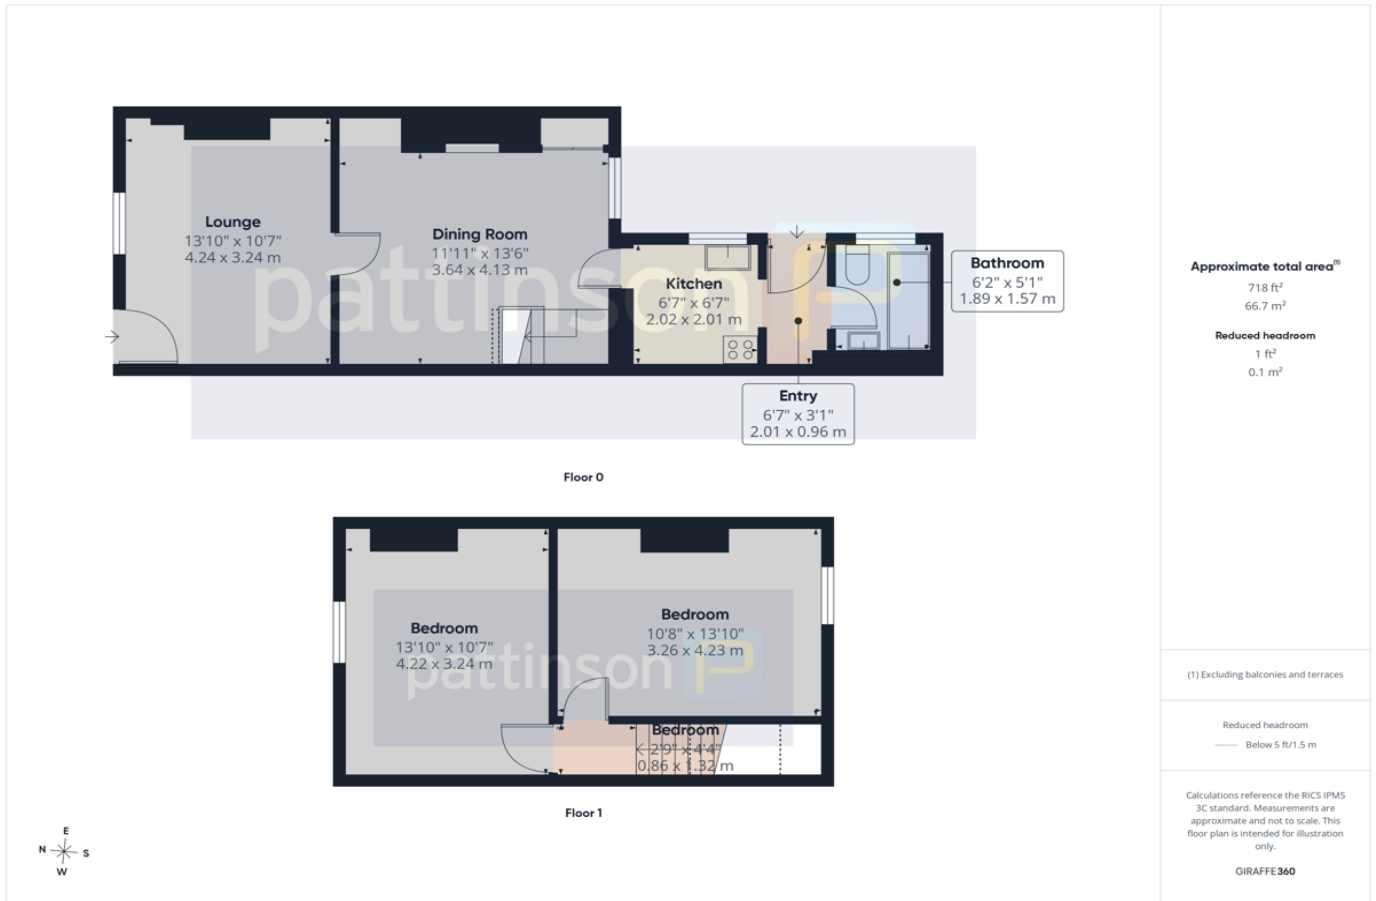 Lounge
13'10" x 10'7"
4.24 x 3.24 m
Dining Room
11'11" x 13'6"
3.64 x 4.13 m
Kitchen
6'7" x 6'7"
2.02 x 2.01 m
Bathroom
6'2" x 5'1"
1.89 x 1.57 m
Entry
6'7" x 3'1"
2.01 x 0.96 m
pattinson P
Floor 0
Bedroom
13'10" x 10'7"
4.22 x 3.24 m
Bedroom
10'8" x 13'10"
3.26 x 4.23 m
Bedroom
2'9" x 4'4"
0.86 x 1.32 m
pattinson P
Floor 1
E
N S
W
Approximate total area(1)
718 ft²
66.7 m²
Reduced headroom
1 ft²
0.1 m²
(1) Excluding balconies and terraces
Reduced headroom
Below 5 ft/1.5 m
Calculations reference the RICS IPMS
3C standard. Measurements are
approximate and not to scale. This
floor plan is intended for illustration
only.
GIRAFFE360